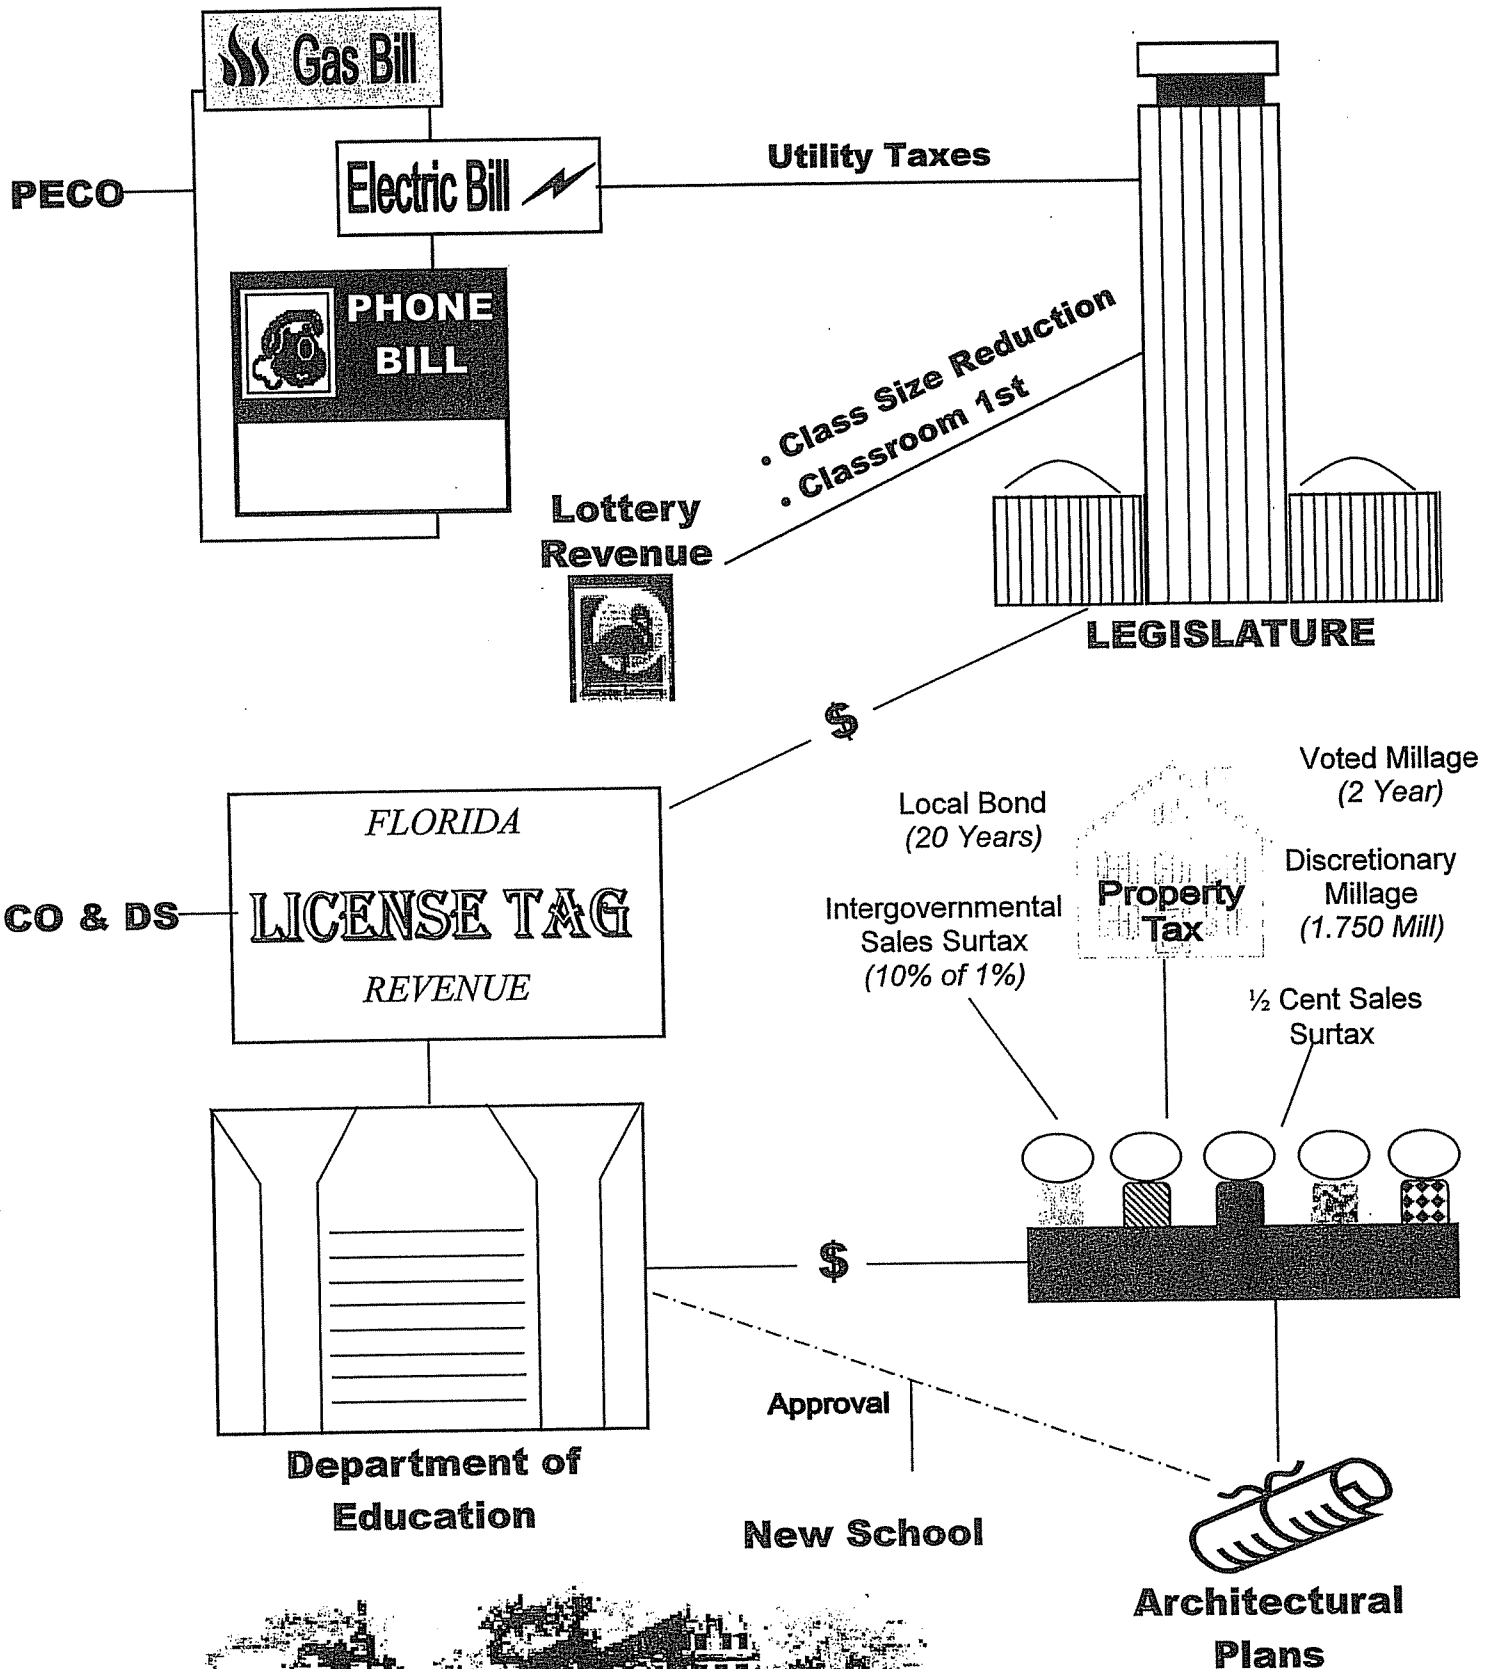 Gas Bill
Electric Bill
Utility Taxes
PECO
PHONE
BILL
. Class Size Reduction
. Classroom 1st
Lottery
Revenue
LEGISLATURE
$
Voted Millage
(2 Year)
Local Bond
(20 Years)
Discretionary
Millage
(1.750 Mill)
Property
Tax
Intergovernmental
Sales Surtax
(10% of 1%)
½ Cent Sales
Surtax
FLORIDA
CO & DS
LICENSE TAG
REVENUE
$
Approval
Department of
Education
New School
Architectural
Plans